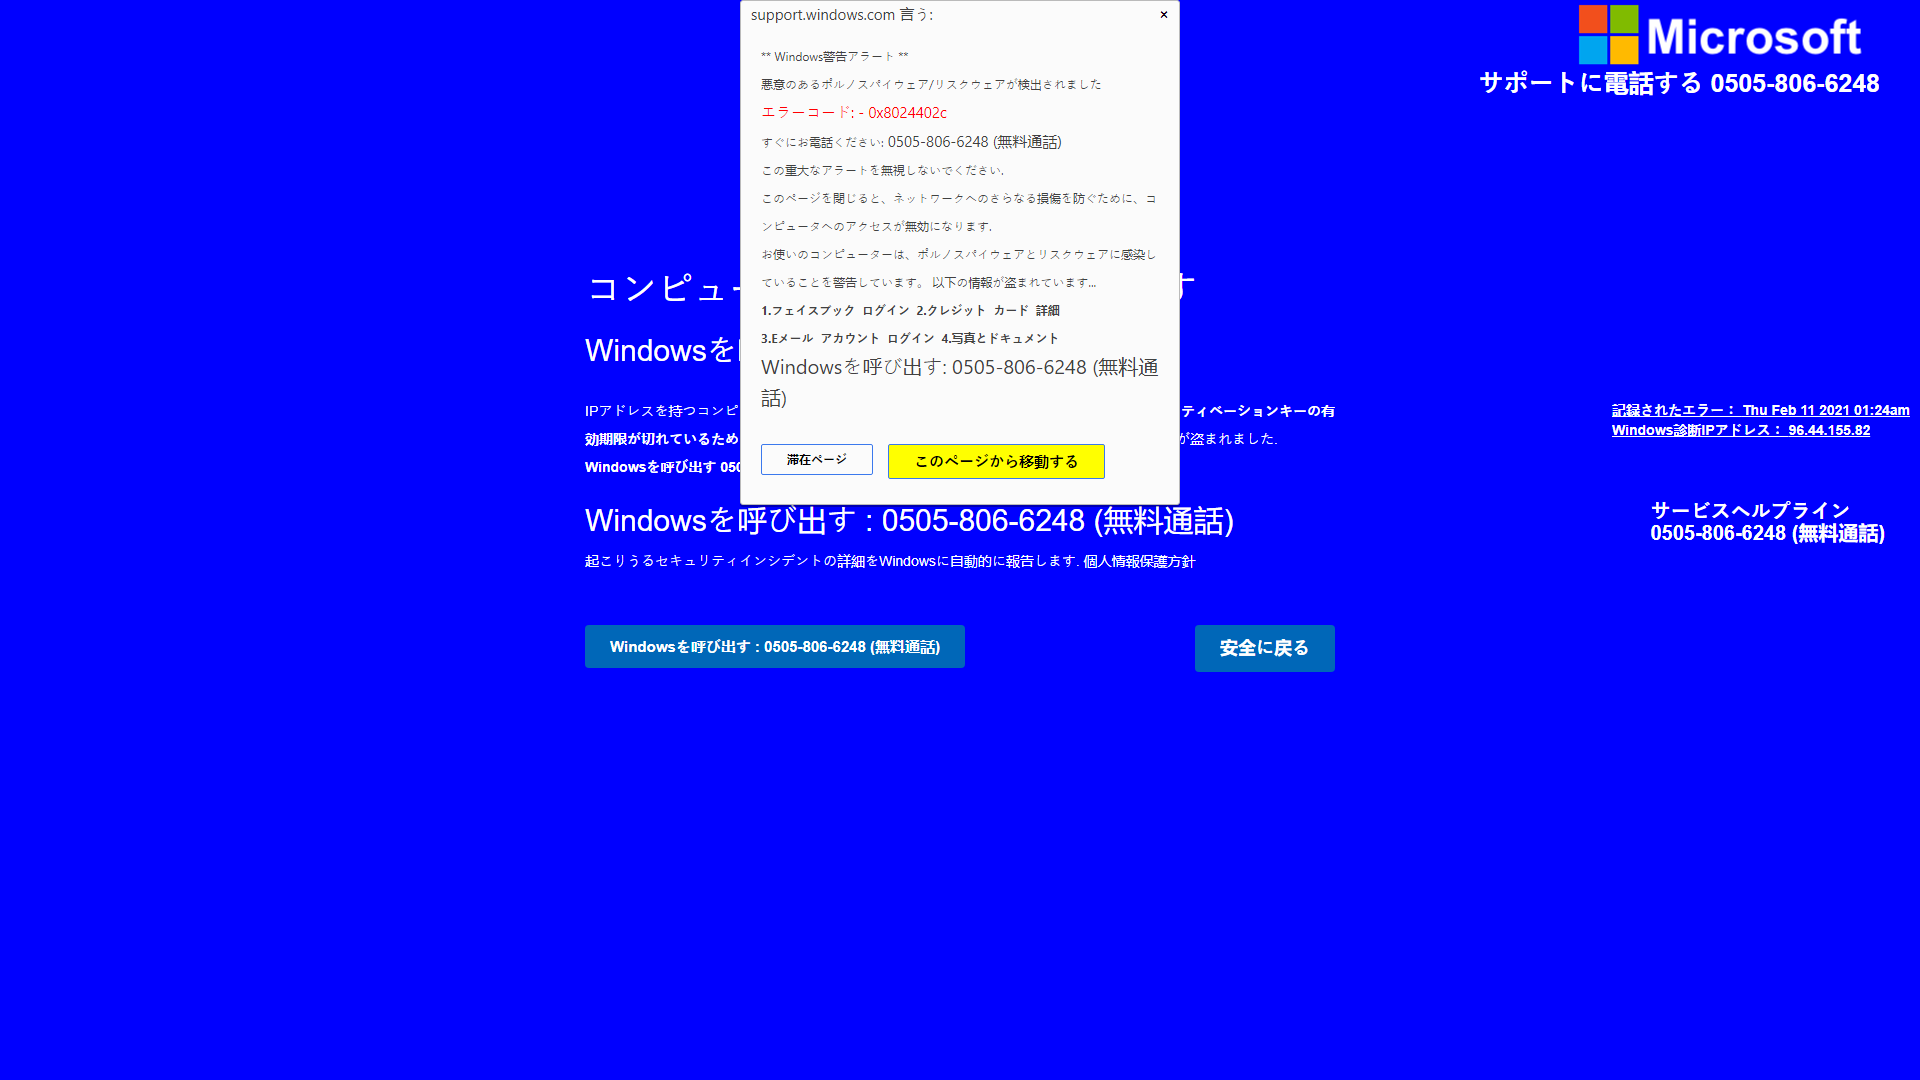 support.windows.com 言う:
×
** Windows警告アラート **
悪意のあるポルノスパイウェア/リスクウェアが検出されました
エラーコード: - 0x8024402c
すぐにお電話ください: 0505-806-6248 (無料通話)
この重大なアラートを無視しないでください.
このページを閉じると、ネットワークへのさらなる損傷を防ぐために、コ
ンピュータへのアクセスが無効になります.
お使いのコンピューターは、ポルノスパイウェアとリスクウェアに感染し
ていることを警告しています。 以下の情報が盗まれています...
1.フェイスブック ログイン 2.クレジット カード 詳細
3.Eメール アカウント ログイン 4.写真とドキュメント
Windowsを呼び出す: 0505-806-6248 (無料通
話)
滞在ページ
このページから移動する
Microsoft
サポートに電話する 0505-806-6248
コンピュー
す
Windowsを
IPアドレスを持つコンピ
ティベーションキーの有
効期限が切れているため
が盗まれました.
Windowsを呼び出す 050
Windowsを呼び出す : 0505-806-6248 (無料通話)
起こりうるセキュリティインシデントの詳細をWindowsに自動的に報告します. 個人情報保護方針
Windowsを呼び出す : 0505-806-6248 (無料通話)
安全に戻る
記録されたエラー： Thu Feb 11 2021 01:24am
Windows診断IPアドレス： 96.44.155.82
サービスヘルプライン
0505-806-6248 (無料通話)